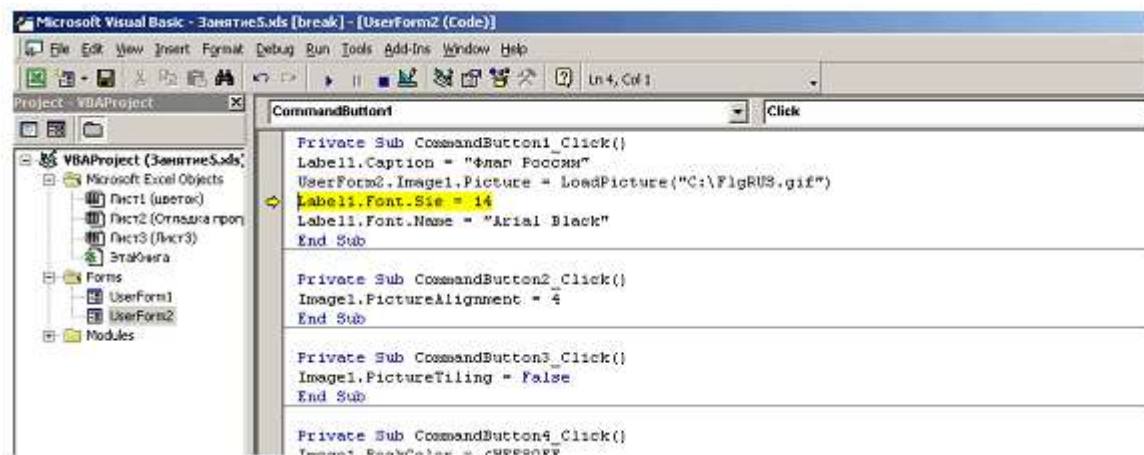 Microsoft Visual Basic - Занятие5.xls [break] - [UserForm2 (Code)]
File Edit View Insert Format Debug Run Tools Add-Ins Window Help
Ln 4, Col 1
Project - VBAProject
CommandButton1
Click
VBAProject (Занятие5.xls)
Microsoft Excel Objects
Лист1 (цветок)
Лист2 (Отладка прог
Лист3 (Лист3)
ЭтаКнига
Forms
UserForm1
UserForm2
Modules
Private Sub CommandButton1_Click()
Label1.Caption = "Флаг России"
UserForm2.Image1.Picture = LoadPicture("C:\FlgRUS.gif")
Label1.Font.Sie = 14
Label1.Font.Name = "Arial Black"
End Sub
Private Sub CommandButton2_Click()
Image1.PictureAlignment = 4
End Sub
Private Sub CommandButton3_Click()
Image1.PictureTiling = False
End Sub
Private Sub CommandButton4_Click()